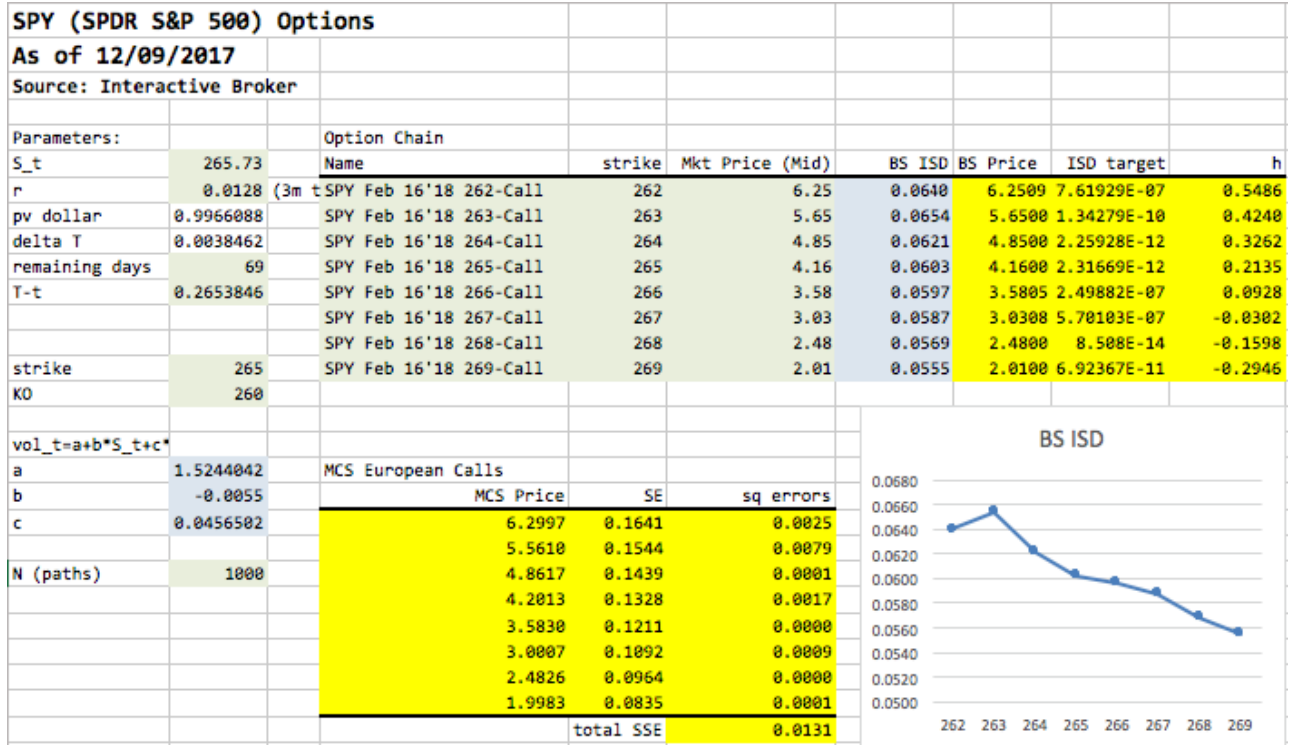 SPY (SPDR S&P 500) Options
As of 12/09/2017
Source: Interactive Broker
Parameters: Option Chain
S_t 265.73 Name strike Mkt Price (Mid) BS ISD BS Price ISD target h
r 0.0128 (3m t SPY Feb 16'18 262-Call 262 6.25 0.0640 6.2509 7.61929E-07 0.5486
pv dollar 0.9966088 SPY Feb 16'18 263-Call 263 5.65 0.0654 5.6500 1.34279E-10 0.4240
delta T 0.0038462 SPY Feb 16'18 264-Call 264 4.85 0.0621 4.8500 2.25928E-12 0.3262
remaining days 69 SPY Feb 16'18 265-Call 265 4.16 0.0603 4.1600 2.31669E-12 0.2135
T-t 0.2653846 SPY Feb 16'18 266-Call 266 3.58 0.0597 3.5805 2.49882E-07 0.0928
SPY Feb 16'18 267-Call 267 3.03 0.0587 3.0308 5.70103E-07 -0.0302
SPY Feb 16'18 268-Call 268 2.48 0.0569 2.4800 8.508E-14 -0.1598
strike 265 SPY Feb 16'18 269-Call 269 2.01 0.0555 2.0100 6.92367E-11 -0.2946
KO 260
vol_t=a+b*S_t+c*
a 1.5244042 MCS European Calls
b -0.0055 MCS Price SE sq errors
c 0.0456502 6.2997 0.1641 0.0025
5.5610 0.1544 0.0079
N (paths) 1000 4.8617 0.1439 0.0001
4.2013 0.1328 0.0017
3.5830 0.1211 0.0000
3.0007 0.1092 0.0009
2.4826 0.0964 0.0000
1.9983 0.0835 0.0001
total SSE 0.0131
BS ISD
0.0680
0.0660
0.0640
0.0620
0.0600
0.0580
0.0560
0.0540
0.0520
0.0500
262 263 264 265 266 267 268 269